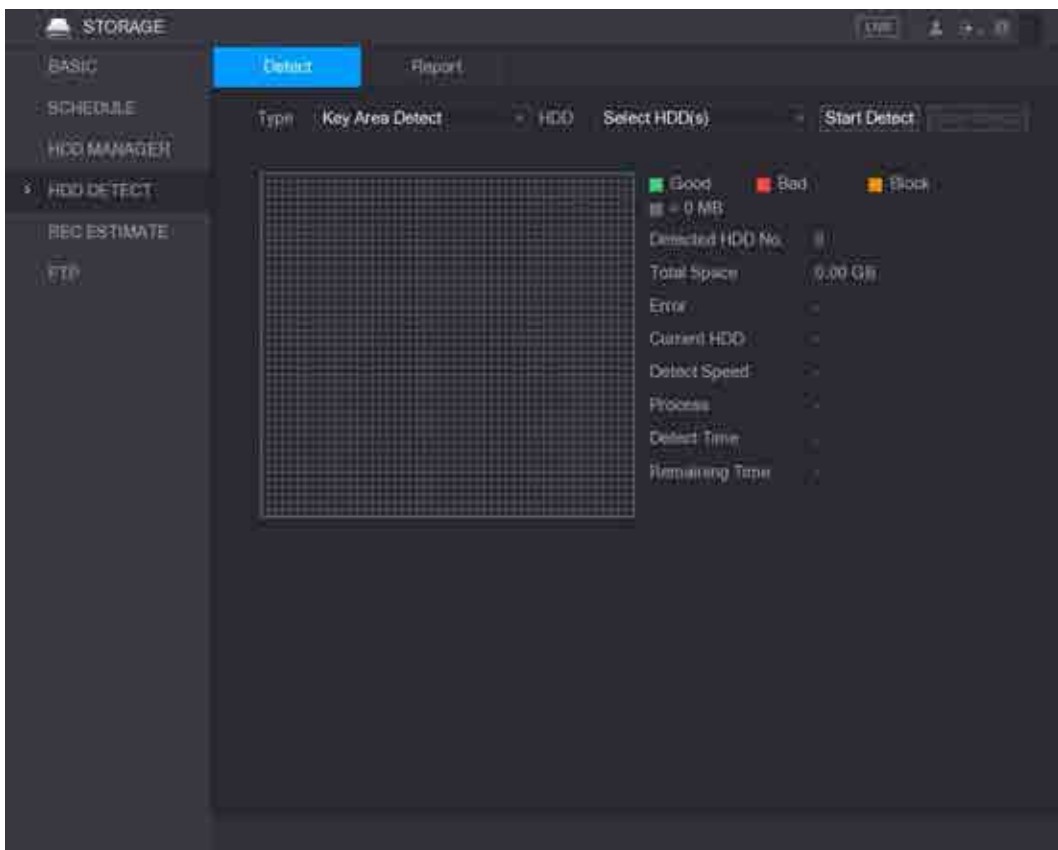 STORAGE LIVE
BASIC
SCHEDULE
HDD MANAGER
HDD DETECT
REC ESTIMATE
FTP
Detect Report
Type Key Area Detect HDD Select HDD(s) Start Detect
Good Bad Block
= 0 MB
Detected HDD No. 0
Total Space 0.00 GB
Error -
Current HDD -
Detect Speed -
Process -
Detect Time -
Remaining Time -